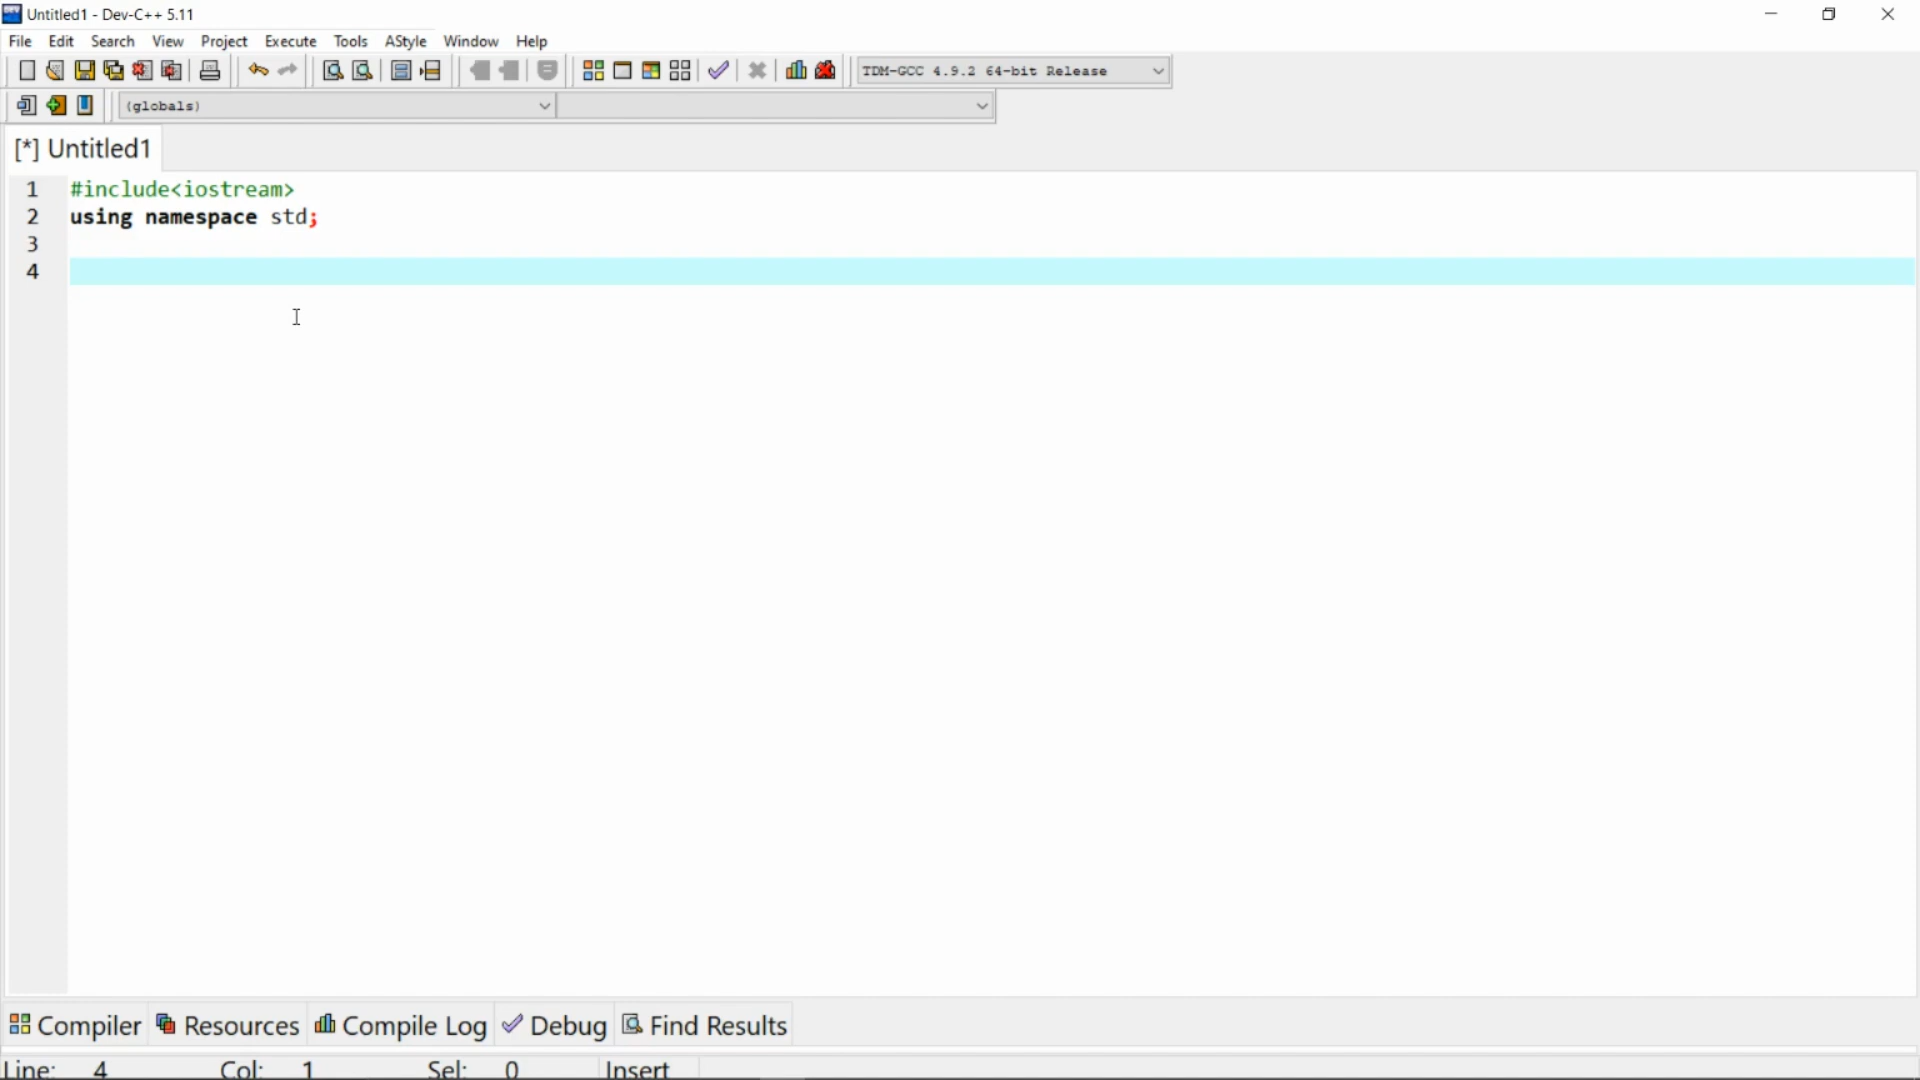 Untitled1 - Dev-C++ 5.11
File Edit Search View Project Execute Tools AStyle Window Help
TDM-GCC 4.9.2 64-bit Release
(globals)
[*] Untitled1
1 #include<iostream>
2 using namespace std;
3
4
Compiler Resources Compile Log Debug Find Results
Line: 4 Col: 1 Sel: 0 Insert